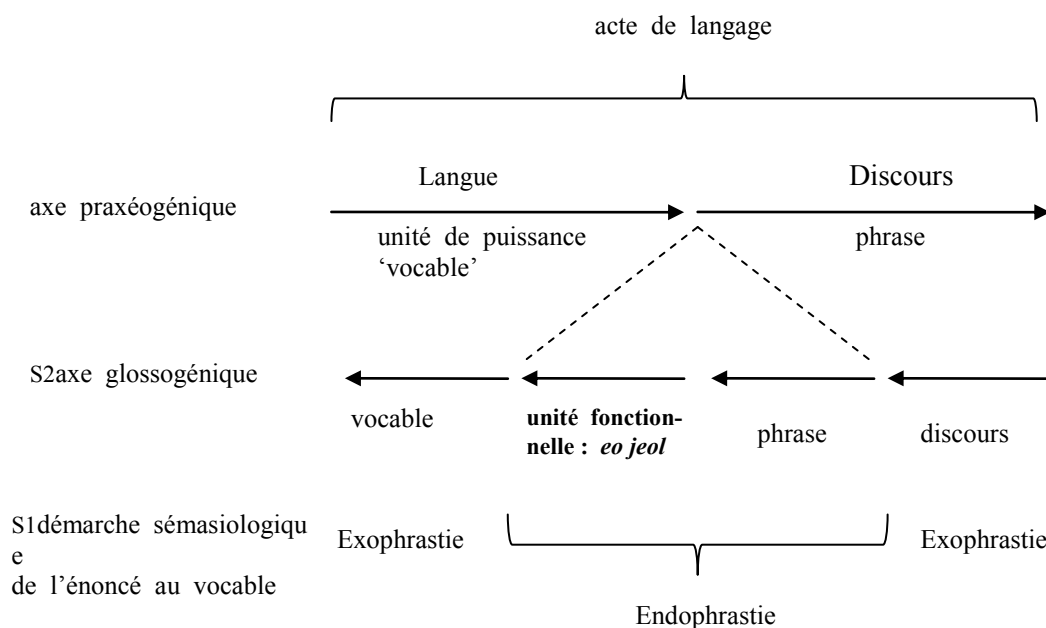 acte de langage
Langue
Discours
axe praxéogénique
unité de puissance
‘vocable’
phrase
S2axe glossogénique
vocable
unité fonction-
nelle : eo jeol
phrase
discours
S1démarche sémasiologiqu
e
de l’énoncé au vocable
Exophrastie
Exophrastie
Endophrastie